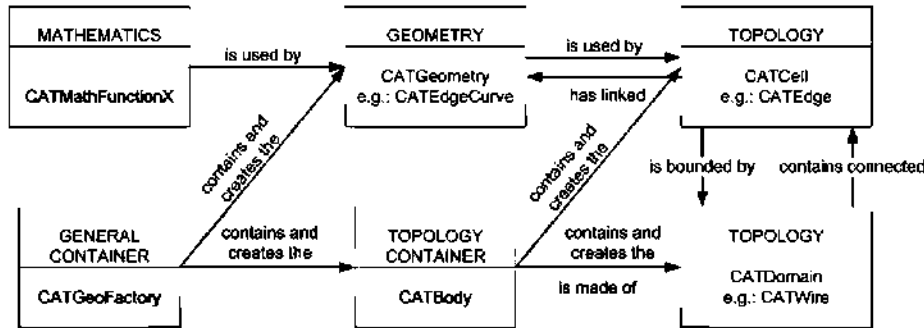 MATHEMATICS
CATMathFunctionX
is used by
GEOMETRY
CATGeometry
e.g.: CATEdgeCurve
is used by
has linked
TOPOLOGY
CATCell
e.g.: CATEdge
contains and
creates the
contains and
creates the
is bounded by
contains connected
GENERAL
CONTAINER
CATGeoFactory
contains and
creates the
TOPOLOGY
CONTAINER
CATBody
contains and
creates the
is made of
TOPOLOGY
CATDomain
e.g.: CATWire